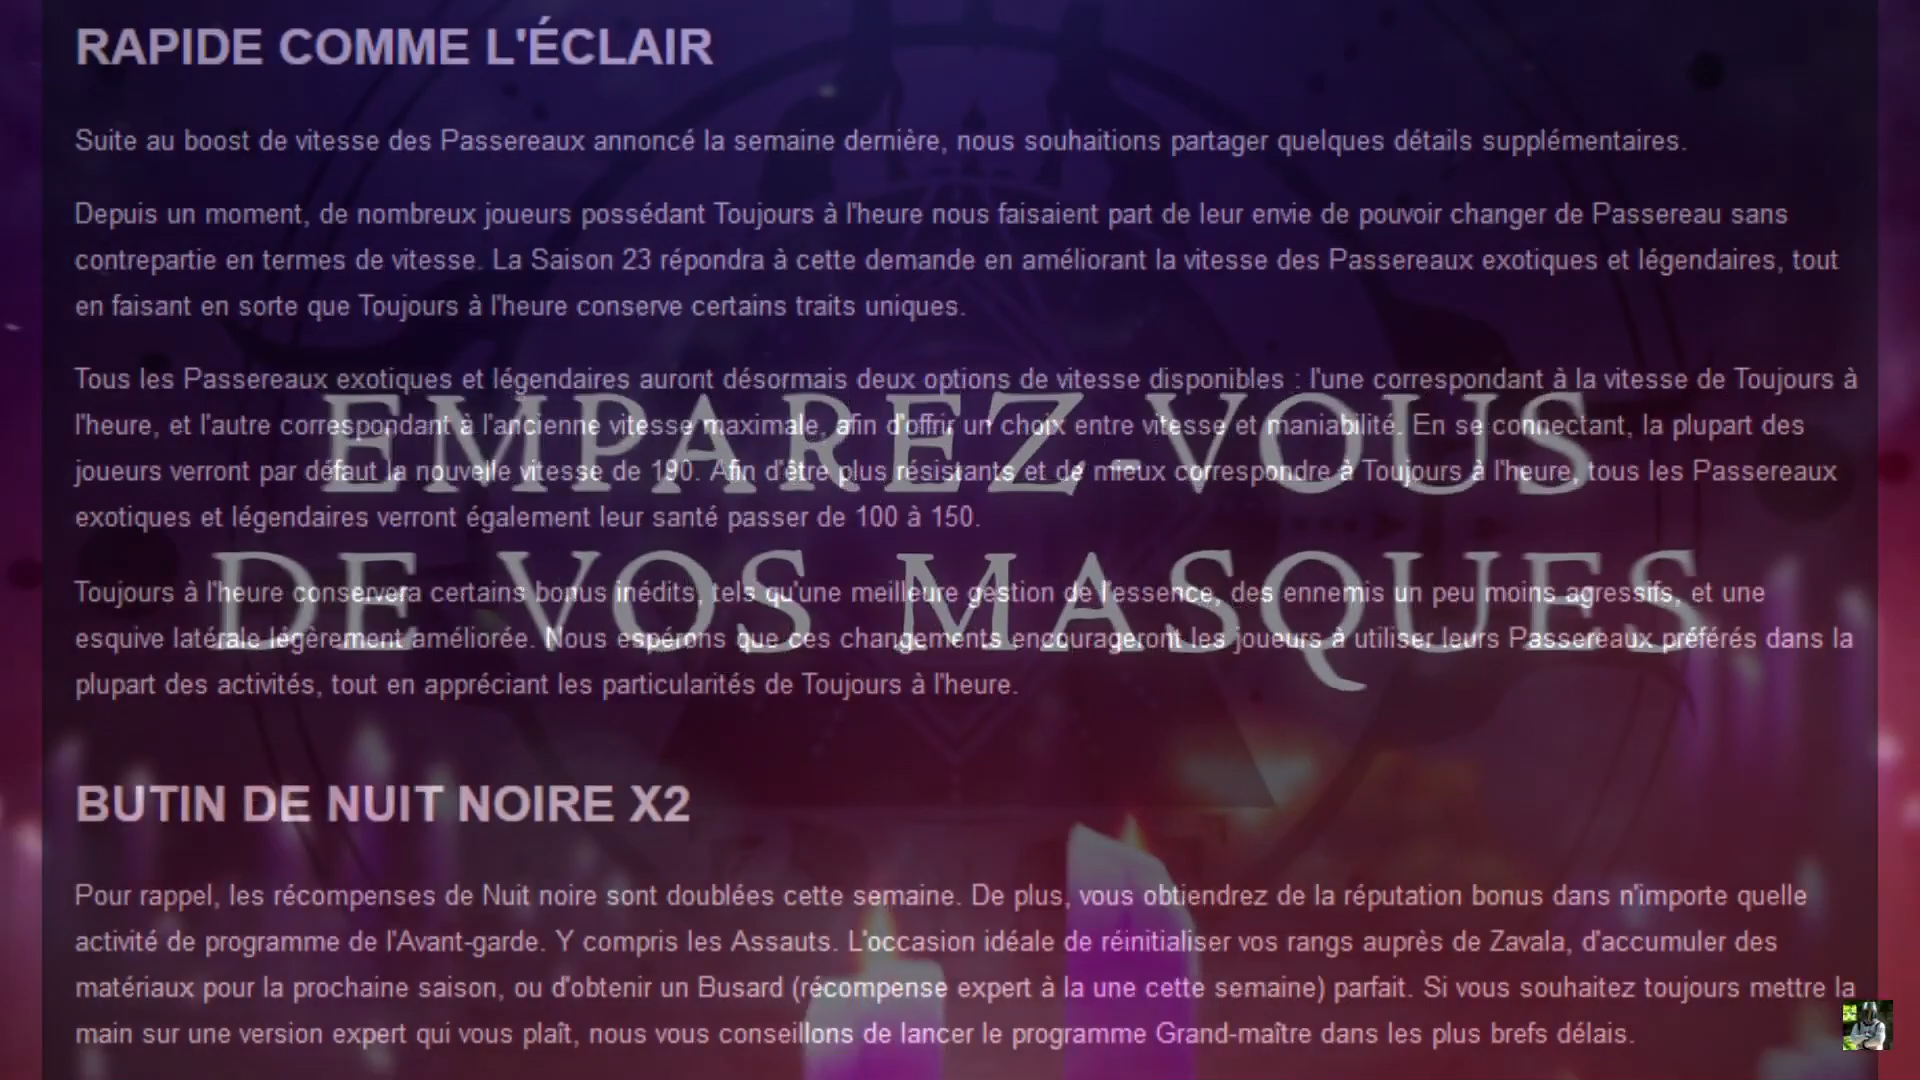 RAPIDE COMME L'ÉCLAIR
Suite au boost de vitesse des Passereaux annoncé la semaine dernière, nous souhaitions partager quelques détails supplémentaires.
Depuis un moment, de nombreux joueurs possédant Toujours à l'heure nous faisaient part de leur envie de pouvoir changer de Passereau sans
contrepartie en termes de vitesse. La Saison 23 répondra à cette demande en améliorant la vitesse des Passereaux exotiques et légendaires, tout
en faisant en sorte que Toujours à l'heure conserve certains traits uniques.
Tous les Passereaux exotiques et légendaires auront désormais deux options de vitesse disponibles : l'une correspondant à la vitesse de Toujours à
l'heure, et l'autre correspondant à l'ancienne vitesse maximale, afin d'offrir un choix entre vitesse et maniabilité. En se connectant, la plupart des
joueurs verront par défaut la nouvelle vitesse de 190. Afin d'être plus résistants et de mieux correspondre à Toujours à l'heure, tous les Passereaux
exotiques et légendaires verront également leur santé passer de 100 à 150.
EMPAREZ-VOUS
DE VOS MASQUES
Toujours à l'heure conservera certains bonus inédits, tels qu'une meilleure gestion de l'essence, des ennemis un peu moins agressifs, et une
esquive latérale légèrement améliorée. Nous espérons que ces changements encourageront les joueurs à utiliser leurs Passereaux préférés dans la
plupart des activités, tout en appréciant les particularités de Toujours à l'heure.
BUTIN DE NUIT NOIRE X2
Pour rappel, les récompenses de Nuit noire sont doublées cette semaine. De plus, vous obtiendrez de la réputation bonus dans n'importe quelle
activité de programme de l'Avant-garde. Y compris les Assauts. L'occasion idéale de réinitialiser vos rangs auprès de Zavala, d'accumuler des
matériaux pour la prochaine saison, ou d'obtenir un Busard (récompense expert à la une cette semaine) parfait. Si vous souhaitez toujours mettre la
main sur une version expert qui vous plaît, nous vous conseillons de lancer le programme Grand-maître dans les plus brefs délais.